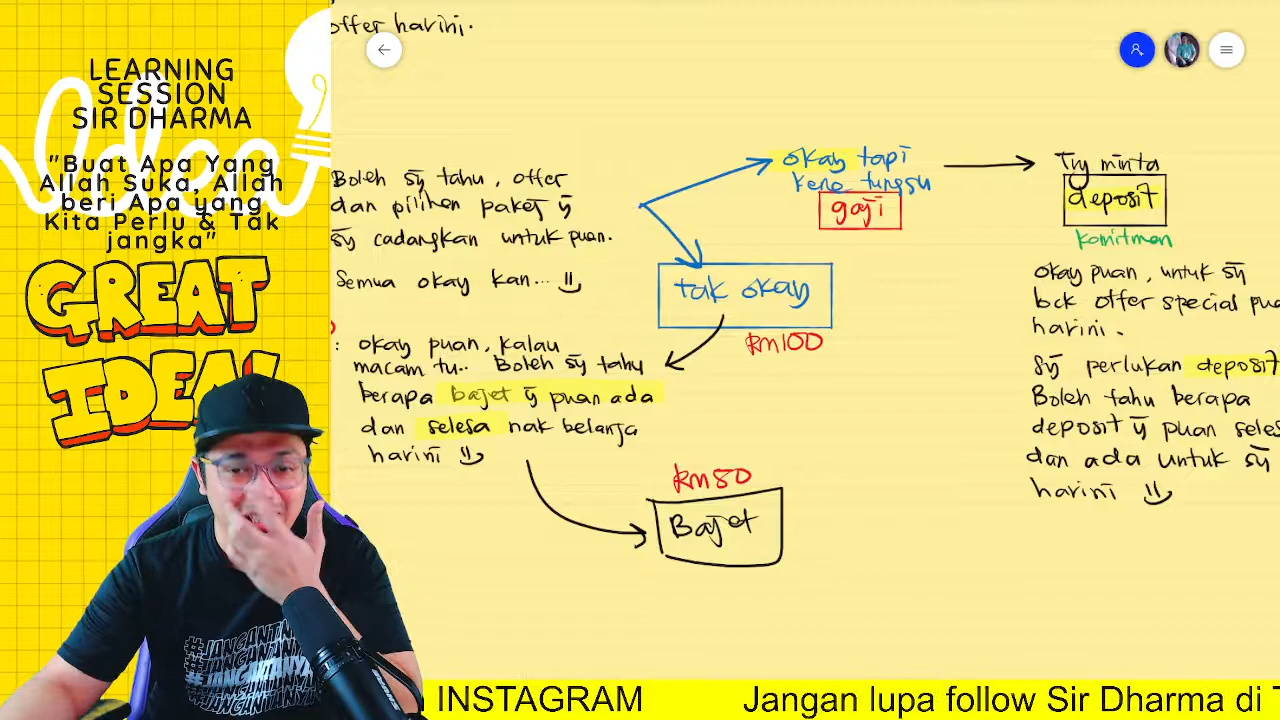 offer harini.
LEARNING
SESSION
SIR DHARMA
"Buat Apa Yang
Allah Suka, Allah
beri Apa yang
Kita Perlu & Tak
jangka"
GREAT
IDEA
Boleh sy tahu, offer
dan pilihan pakej y
sy cadangkan untuk puan.
Semua okay kan...
okay puan, kalau
macam tu.. Boleh sy tahu
berapa bajet y puan ada
dan selesa nak belanja
harini
okay tapi
kena tunggu
gaji
tak okay
RM100
RM50
Bajet
Try minta
deposit
komitmen
okay puan, untuk sy
lock offer special pua
harini.
Sy perlukan deposit
Boleh tahu berapa
deposit y puan seles
dan ada untuk sy
harini
#JANGANTANYA
INSTAGRAM Jangan lupa follow Sir Dharma di T